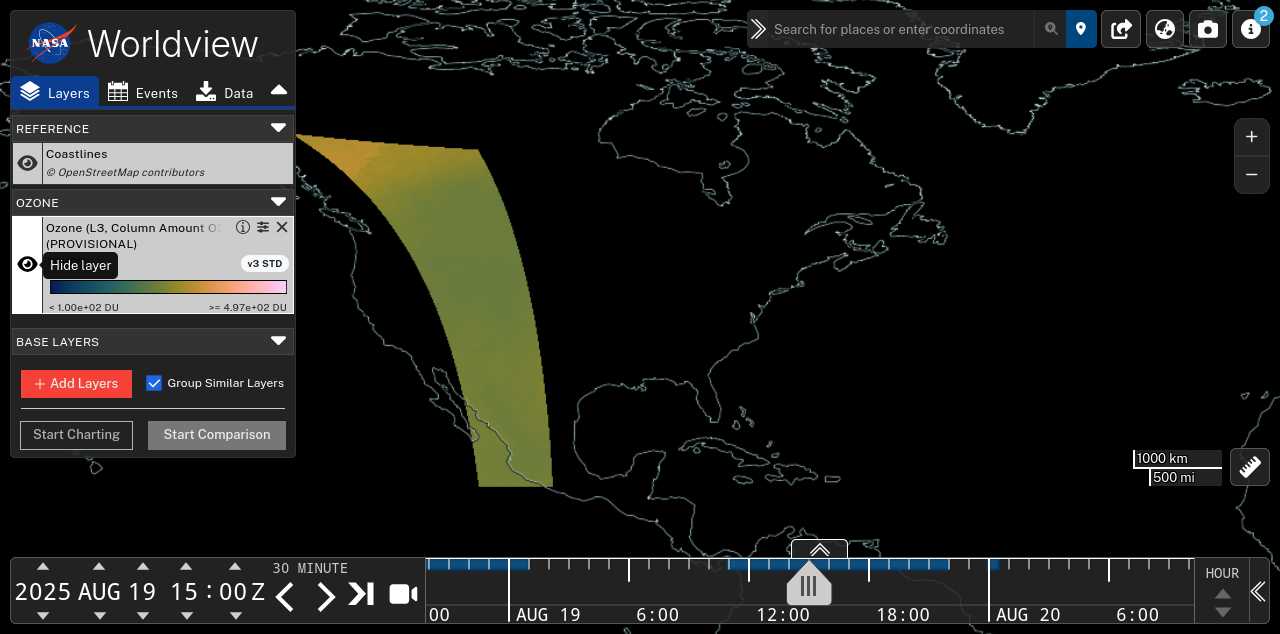 NASA
Worldview
Layers
Events
Data
REFERENCE
Coastlines
© OpenStreetMap contributors
OZONE
Ozone (L3, Column Amount
(PROVISIONAL)
Hide layer
v3 STD
< 1.00e+02 DU
>= 4.97e+02 DU
BASE LAYERS
+ Add Layers
Group Similar Layers
Start Charting
Start Comparison
Search for places or enter coordinates
2
+
−
1000 km
500 mi
2025 AUG 19 15:00 Z
30 MINUTE
00
AUG 19
6:00
12:00
18:00
AUG 20
6:00
HOUR